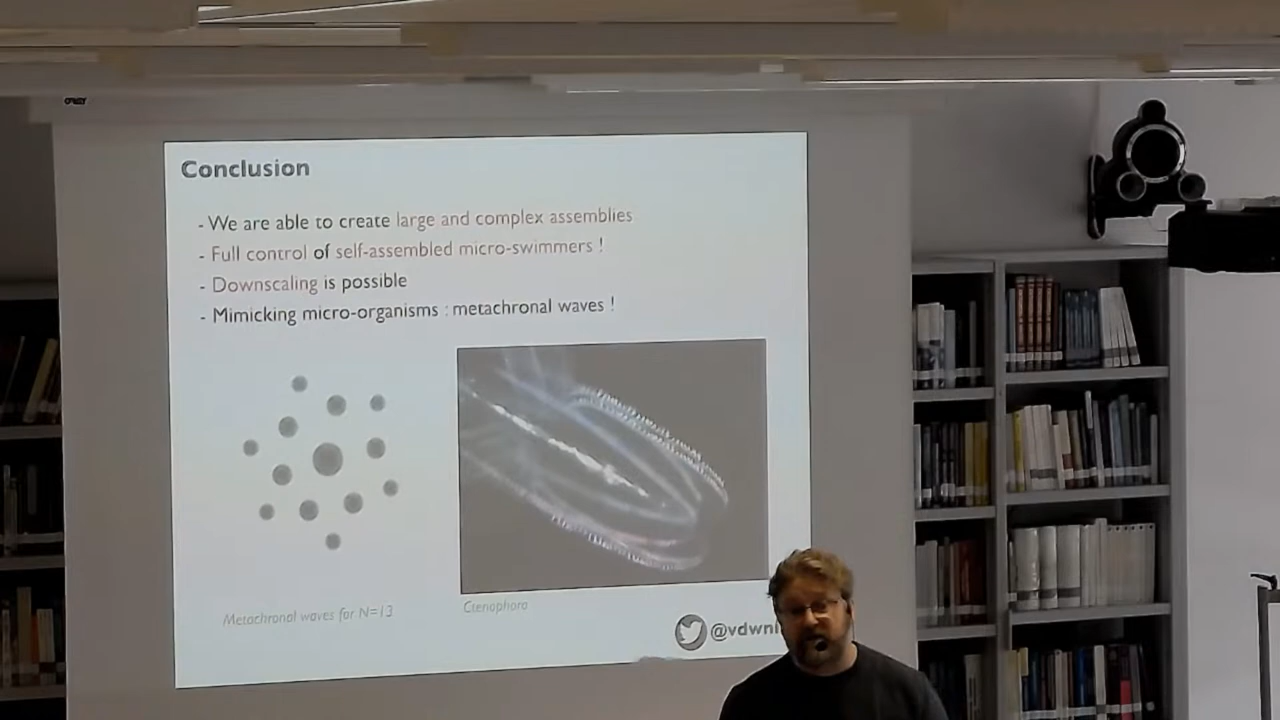 Conclusion
- We are able to create large and complex assemblies
- Full control of self-assembled micro-swimmers !
- Downscaling is possible
- Mimicking micro-organisms : metachronal waves !
Metachronal waves for N=13
Ctenophora